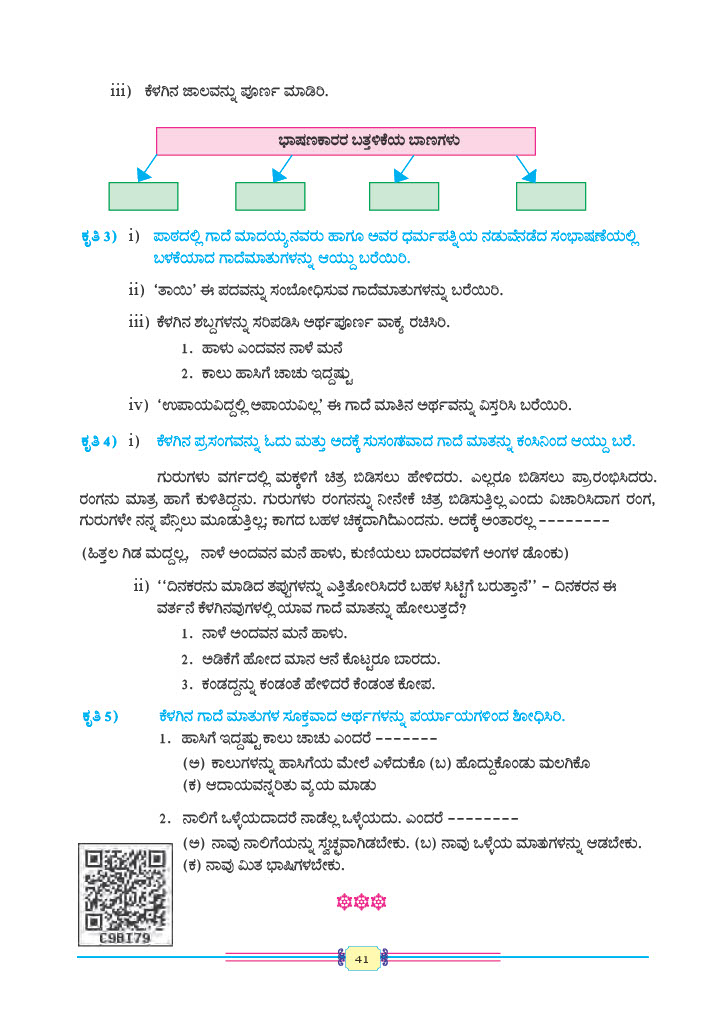 iii) ಕೆಳಗಿನ ಜಾಲವನ್ನು ಪೂರ್ಣ ಮಾಡಿರಿ.
ಭಾಷಣಕಾರರ ಬತ್ತಳಿಕೆಯ ಬಾಣಗಳು
ಕೃತಿ 3) i) ಪಾಠದಲ್ಲಿ ಗಾದೆ ಮಾದಯ್ಯನವರು ಹಾಗೂ ಅವರ ಧರ್ಮಪತ್ನಿಯ ನಡುವೆನಡೆದ ಸಂಭಾಷಣೆಯಲ್ಲಿ
ಬಳಕೆಯಾದ ಗಾದೆಮಾತುಗಳನ್ನು ಆಯ್ದು ಬರೆಯಿರಿ.
ii) ‘ತಾಯಿ’ ಈ ಪದವನ್ನು ಸಂಬೋಧಿಸುವ ಗಾದೆಮಾತುಗಳನ್ನು ಬರೆಯಿರಿ.
iii) ಕೆಳಗಿನ ಶಬ್ದಗಳನ್ನು ಸರಿಪಡಿಸಿ ಅರ್ಥಪೂರ್ಣ ವಾಕ್ಯ ರಚಿಸಿರಿ.
1. ಹಾಳು ಎಂದವನ ನಾಳೆ ಮನೆ
2. ಕಾಲು ಹಾಸಿಗೆ ಚಾಚು ಇದ್ದಷ್ಟು
iv) ‘ಉಪಾಯವಿದ್ದಲ್ಲಿ ಅಪಾಯವಿಲ್ಲ’ ಈ ಗಾದೆ ಮಾತಿನ ಅರ್ಥವನ್ನು ವಿಸ್ತರಿಸಿ ಬರೆಯಿರಿ.
ಕೃತಿ 4) i) ಕೆಳಗಿನ ಪ್ರಸಂಗವನ್ನು ಓದು ಮತ್ತು ಅದಕ್ಕೆ ಸುಸಂಗತವಾದ ಗಾದೆ ಮಾತನ್ನು ಕಂಸಿನಿಂದ ಆಯ್ದು ಬರೆ.
ಗುರುಗಳು ವರ್ಗದಲ್ಲಿ ಮಕ್ಕಳಿಗೆ ಚಿತ್ರ ಬಿಡಿಸಲು ಹೇಳಿದರು. ಎಲ್ಲರೂ ಬಿಡಿಸಲು ಪ್ರಾರಂಭಿಸಿದರು.
ರಂಗನು ಮಾತ್ರ ಹಾಗೆ ಕುಳಿತಿದ್ದನು. ಗುರುಗಳು ರಂಗನನ್ನು ನೀನೇಕೆ ಚಿತ್ರ ಬಿಡಿಸುತ್ತಿಲ್ಲ ಎಂದು ವಿಚಾರಿಸಿದಾಗ ರಂಗ,
ಗುರುಗಳೇ ನನ್ನ ಪೆನ್ಸಿಲು ಮೂಡುತ್ತಿಲ್ಲ; ಕಾಗದ ಬಹಳ ಚಿಕ್ಕದಾಗಿದೆಎಂದನು. ಅದಕ್ಕೆ ಅಂತಾರಲ್ಲ --------
(ಹಿತ್ತಲ ಗಿಡ ಮದ್ದಲ್ಲ, ನಾಳೆ ಅಂದವನ ಮನೆ ಹಾಳು, ಕುಣಿಯಲು ಬಾರದವಳಿಗೆ ಅಂಗಳ ಡೊಂಕು)
ii) ‘‘ದಿನಕರನು ಮಾಡಿದ ತಪ್ಪುಗಳನ್ನು ಎತ್ತಿತೋರಿಸಿದರೆ ಬಹಳ ಸಿಟ್ಟಿಗೆ ಬರುತ್ತಾನೆ’’ – ದಿನಕರನ ಈ
ವರ್ತನೆ ಕೆಳಗಿನವುಗಳಲ್ಲಿ ಯಾವ ಗಾದೆ ಮಾತನ್ನು ಹೋಲುತ್ತದೆ?
1. ನಾಳೆ ಅಂದವನ ಮನೆ ಹಾಳು.
2. ಅಡಿಕೆಗೆ ಹೋದ ಮಾನ ಆನೆ ಕೊಟ್ಟರೂ ಬಾರದು.
3. ಕಂಡದ್ದನ್ನು ಕಂಡಂತೆ ಹೇಳಿದರೆ ಕೆಂಡಂತ ಕೋಪ.
ಕೃತಿ 5) ಕೆಳಗಿನ ಗಾದೆ ಮಾತುಗಳ ಸೂಕ್ತವಾದ ಅರ್ಥಗಳನ್ನು ಪರ್ಯಾಯಗಳಿಂದ ಶೋಧಿಸಿರಿ.
1. ಹಾಸಿಗೆ ಇದ್ದಷ್ಟು ಕಾಲು ಚಾಚು ಎಂದರೆ -------
(ಅ) ಕಾಲುಗಳನ್ನು ಹಾಸಿಗೆಯ ಮೇಲೆ ಎಳೆದುಕೊ (ಬ) ಹೊದ್ದುಕೊಂಡು ಮಲಗಿಕೊ
(ಕ) ಆದಾಯವನ್ನರಿತು ವ್ಯಯ ಮಾಡು
2. ನಾಲಿಗೆ ಒಳ್ಳೆಯದಾದರೆ ನಾಡೆಲ್ಲ ಒಳ್ಳೆಯದು. ಎಂದರೆ --------
(ಅ) ನಾವು ನಾಲಿಗೆಯನ್ನು ಸ್ವಚ್ಛವಾಗಿಡಬೇಕು. (ಬ) ನಾವು ಒಳ್ಳೆಯ ಮಾತುಗಳನ್ನು ಆಡಬೇಕು.
(ಕ) ನಾವು ಮಿತ ಭಾಷಿಗಳಬೇಕು.
C9BI79
41